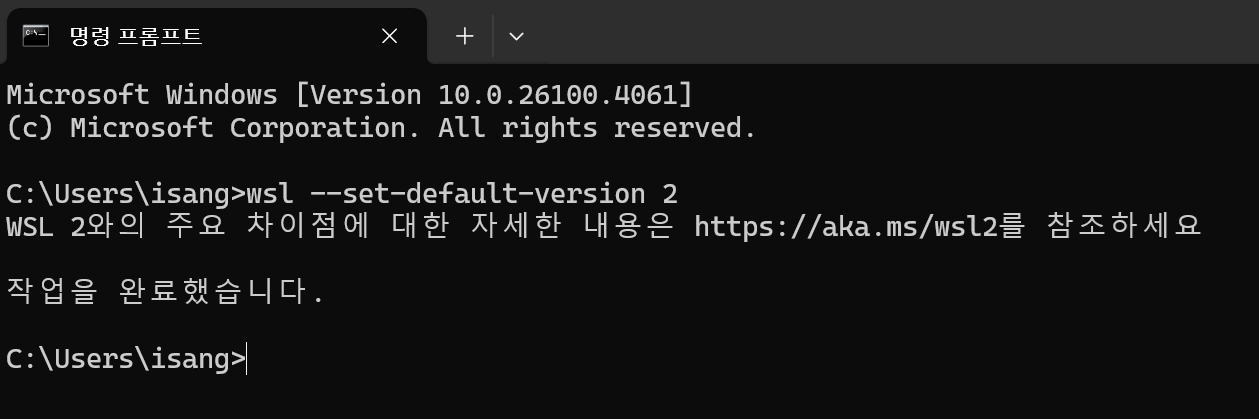 명령 프롬프트
Microsoft Windows [Version 10.0.26100.4061]
(c) Microsoft Corporation. All rights reserved.
C:\Users\isang>wsl --set-default-version 2
WSL 2와의 주요 차이점에 대한 자세한 내용은 https://aka.ms/wsl2를 참조하세요
작업을 완료했습니다.
C:\Users\isang>